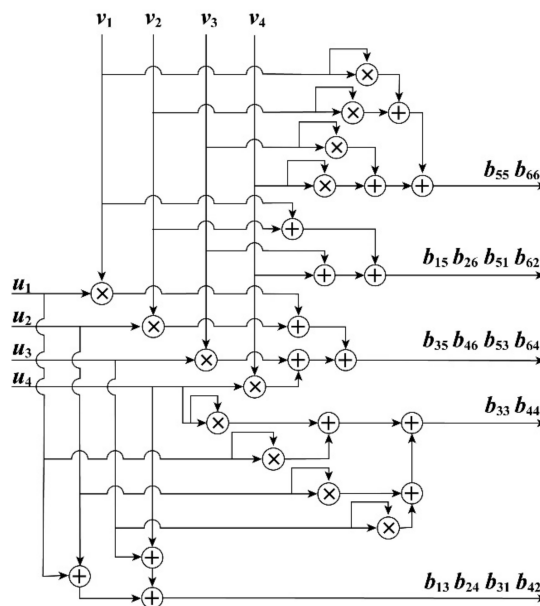 v₁ v₂ v₃ v₄
b₅₅ b₆₆
b₁₅ b₂₆ b₅₁ b₆₂
u₁
u₂
b₃₅ b₄₆ b₅₃ b₆₄
u₃
u₄
b₃₃ b₄₄
b₁₃ b₂₄ b₃₁ b₄₂